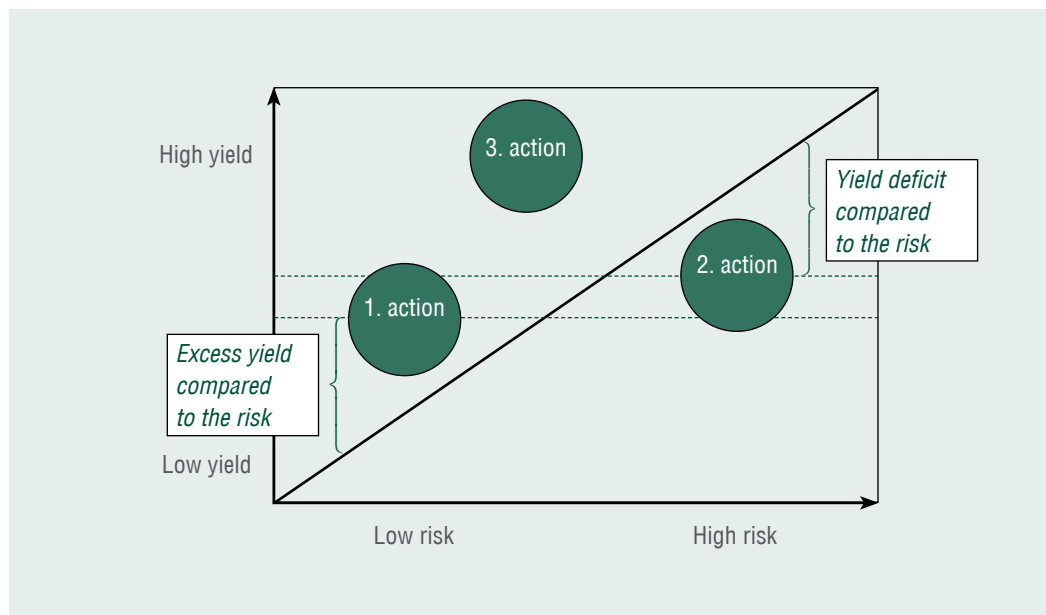 3. action
High yield
Yield deficit
compared
to the risk
2. action
1. action
Excess yield
compared
to the risk
Low yield
Low risk
High risk